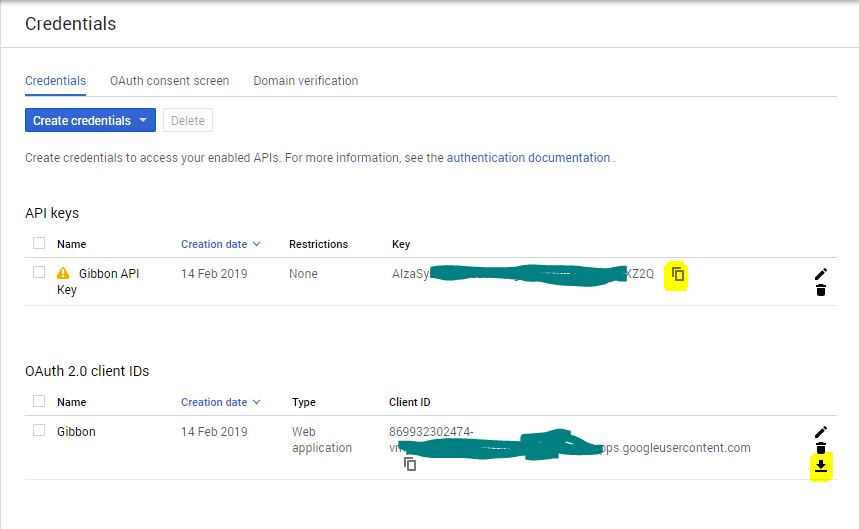 Credentials
Credentials OAuth consent screen Domain verification
Create credentials Delete
Create credentials to access your enabled APIs. For more information, see the authentication documentation .
API keys
Name Creation date Restrictions Key
Gibbon API Key 14 Feb 2019 None AIzaSy XZ2Q
OAuth 2.0 client IDs
Name Creation date Type Client ID
Gibbon 14 Feb 2019 Web application 869932302474-
pps.googleusercontent.com